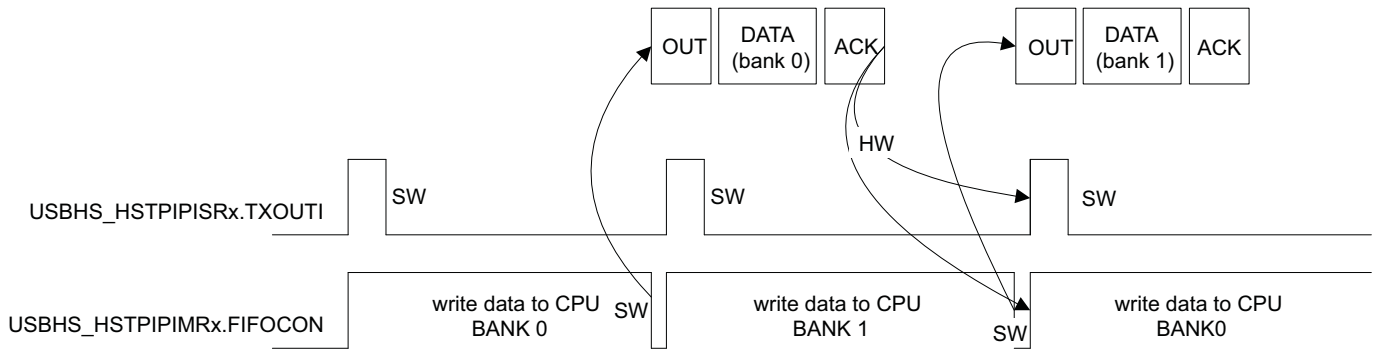 OUT
DATA
(bank 0)
ACK
OUT
DATA
(bank 1)
ACK
HW
USBHS_HSTPIPISRx.TXOUTI
SW
SW
SW
USBHS_HSTPIPIMRx.FIFOCON
write data to CPU
BANK 0
SW
write data to CPU
BANK 1
SW
write data to CPU
BANK0